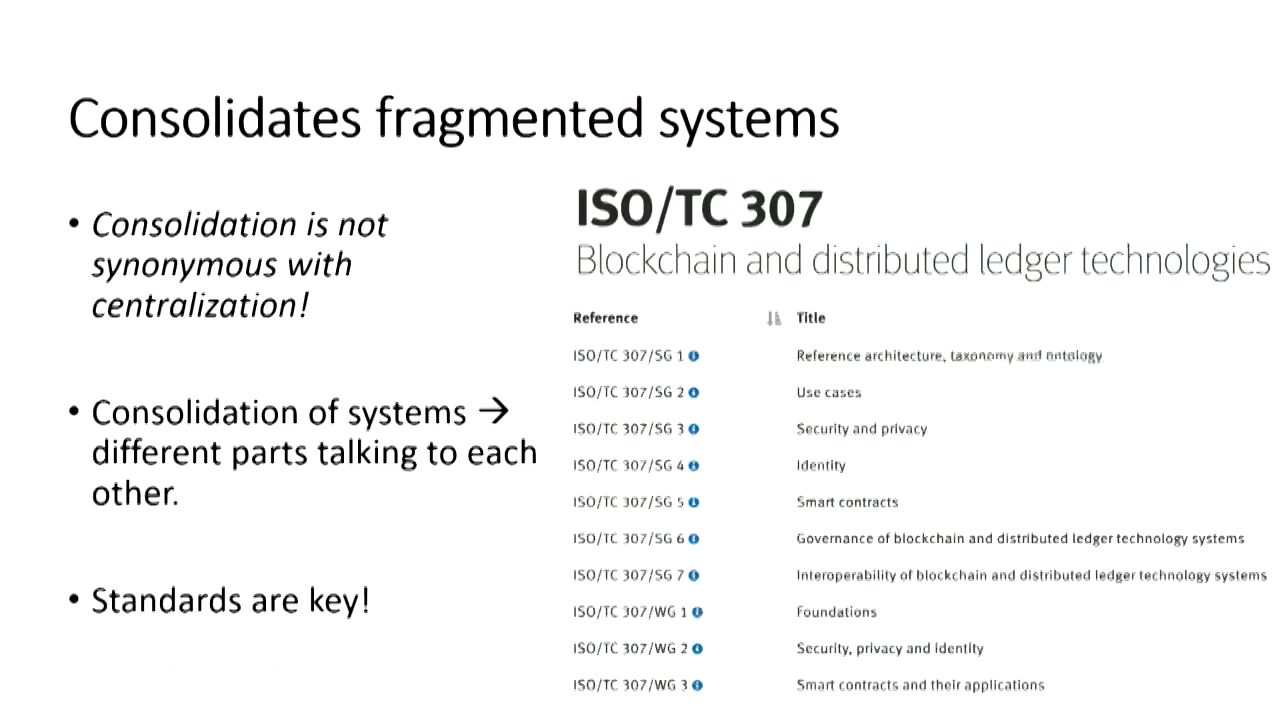 Consolidates fragmented systems
• Consolidation is not
synonymous with
centralization!
• Consolidation of systems →
different parts talking to each
other.
• Standards are key!
ISO/TC 307
Blockchain and distributed ledger technologies
Reference Title
ISO/TC 307/SG 1 Reference architecture, taxonomy and ontology
ISO/TC 307/SG 2 Use cases
ISO/TC 307/SG 3 Security and privacy
ISO/TC 307/SG 4 Identity
ISO/TC 307/SG 5 Smart contracts
ISO/TC 307/SG 6 Governance of blockchain and distributed ledger technology systems
ISO/TC 307/SG 7 Interoperability of blockchain and distributed ledger technology systems
ISO/TC 307/WG 1 Foundations
ISO/TC 307/WG 2 Security, privacy and identity
ISO/TC 307/WG 3 Smart contracts and their applications